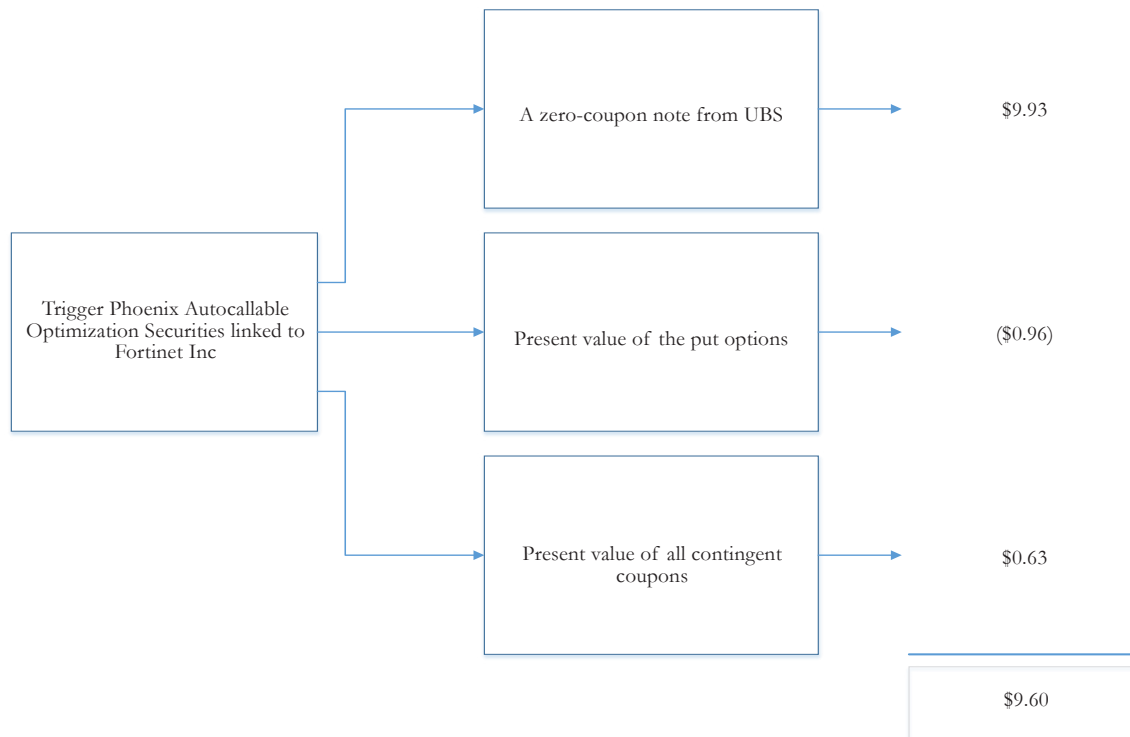 A zero-coupon note from UBS
$9.93
Trigger Phoenix Autocallable
Optimization Securities linked to
Fortinet Inc
Present value of the put options
($0.96)
Present value of all contingent
coupons
$0.63
$9.60